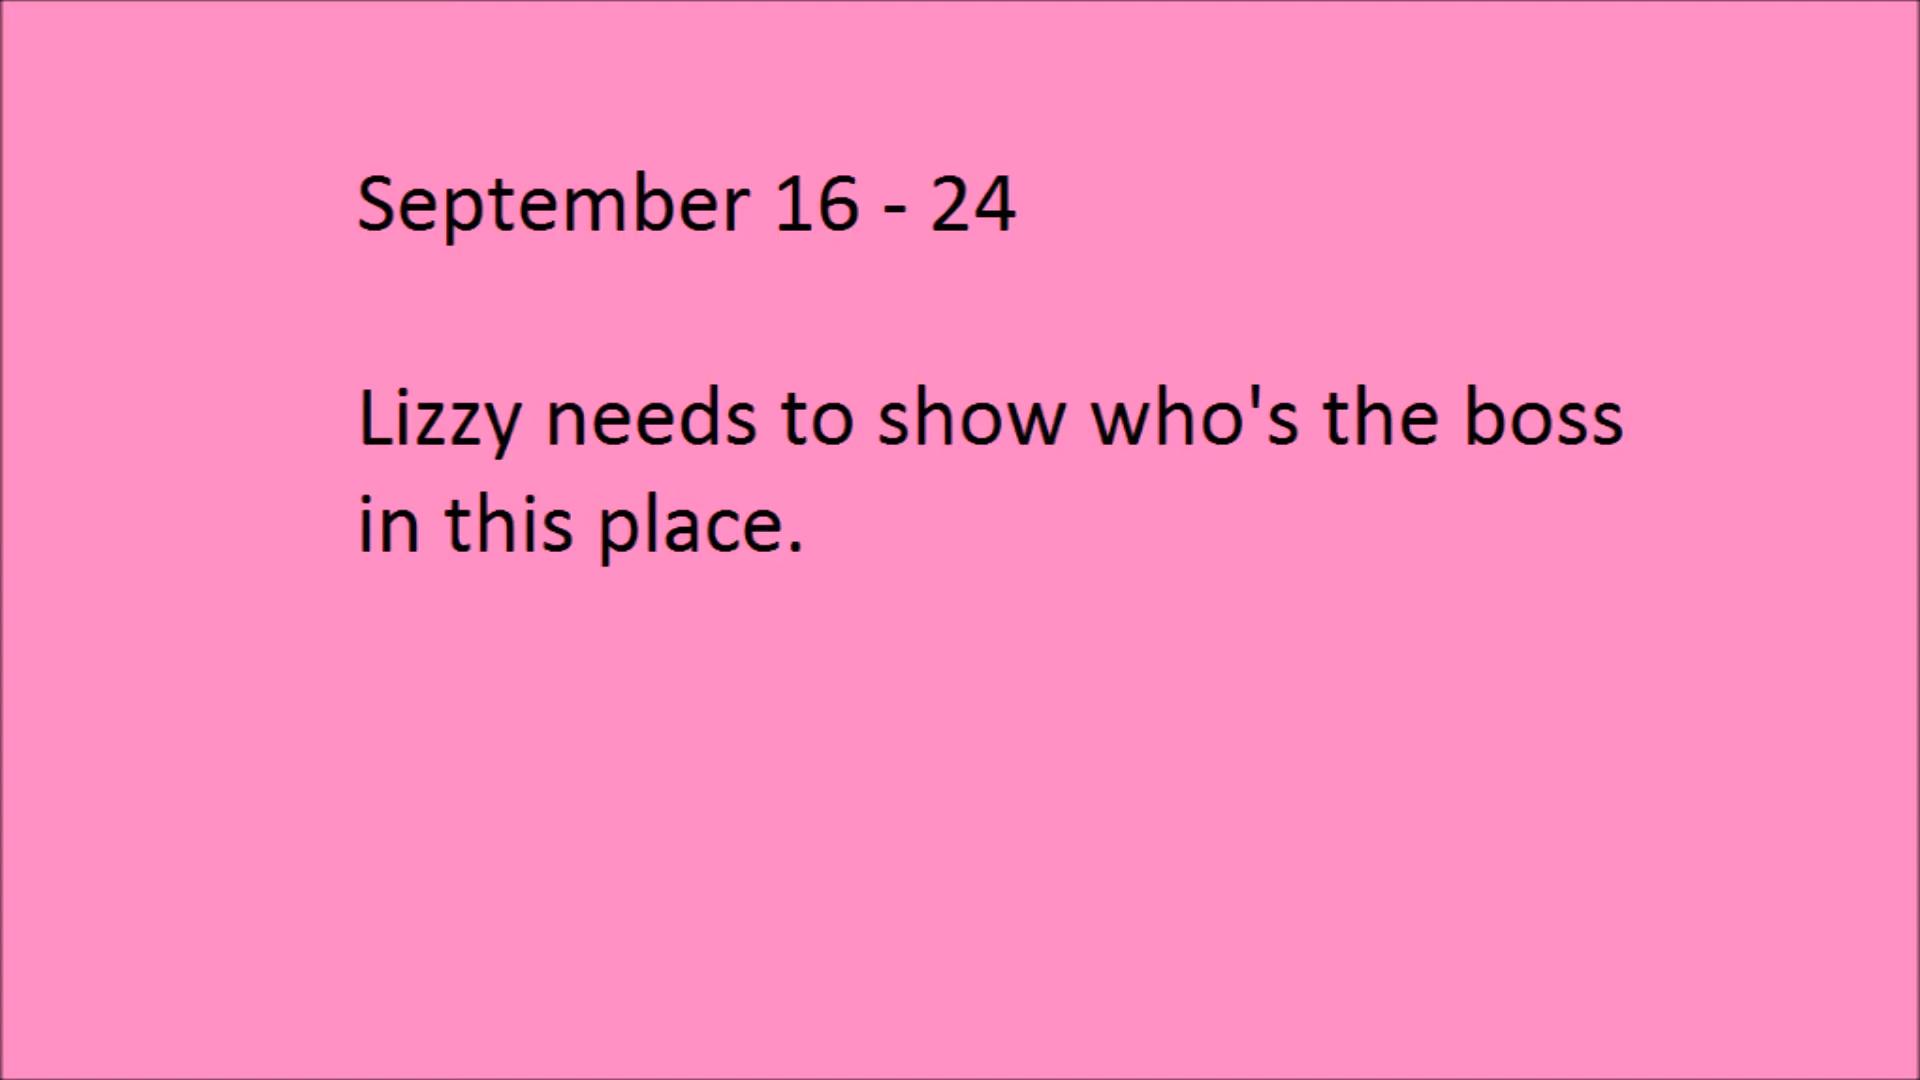 September 16 - 24
Lizzy needs to show who's the boss
in this place.